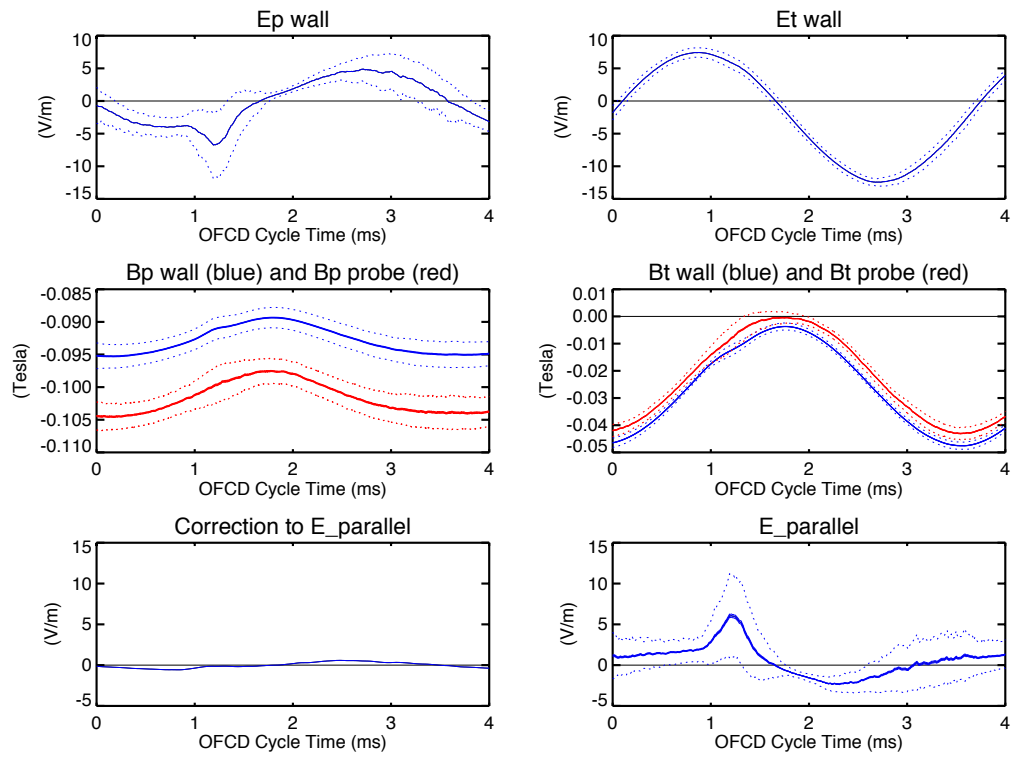 Ep wall
10
5
0
-5
-10
-15
(V/m)
0 1 2 3 4
OFCD Cycle Time (ms)
Et wall
10
5
0
-5
-10
-15
(V/m)
0 1 2 3 4
OFCD Cycle Time (ms)
Bp wall (blue) and Bp probe (red)
-0.085
-0.090
-0.095
-0.100
-0.105
-0.110
(Tesla)
0 1 2 3 4
OFCD Cycle Time (ms)
Bt wall (blue) and Bt probe (red)
0.01
0.00
-0.01
-0.02
-0.03
-0.04
-0.05
(Tesla)
0 1 2 3 4
OFCD Cycle Time (ms)
Correction to E_parallel
15
10
5
0
-5
(V/m)
0 1 2 3 4
OFCD Cycle Time (ms)
E_parallel
15
10
5
0
-5
(V/m)
0 1 2 3 4
OFCD Cycle Time (ms)